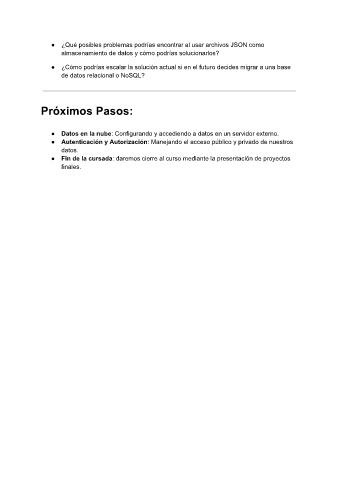 ● ¿Qué posibles problemas podrías encontrar al usar archivos JSON como
almacenamiento de datos y cómo podrías solucionarlos?
● ¿Cómo podrías escalar la solución actual si en el futuro decides migrar a una base
de datos relacional o NoSQL?
Próximos Pasos:
● Datos en la nube: Configurando y accediendo a datos en un servidor externo.
● Autenticación y Autorización: Manejando el acceso público y privado de nuestros
datos.
● Fin de la cursada: daremos cierre al curso mediante la presentación de proyectos
finales.